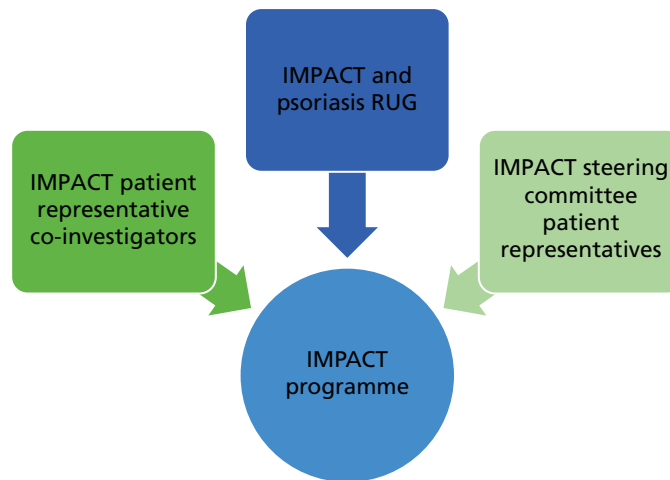 IMPACT and
psoriasis RUG
IMPACT patient
representative
co-investigators
IMPACT steering
committee
patient
representatives
IMPACT
programme